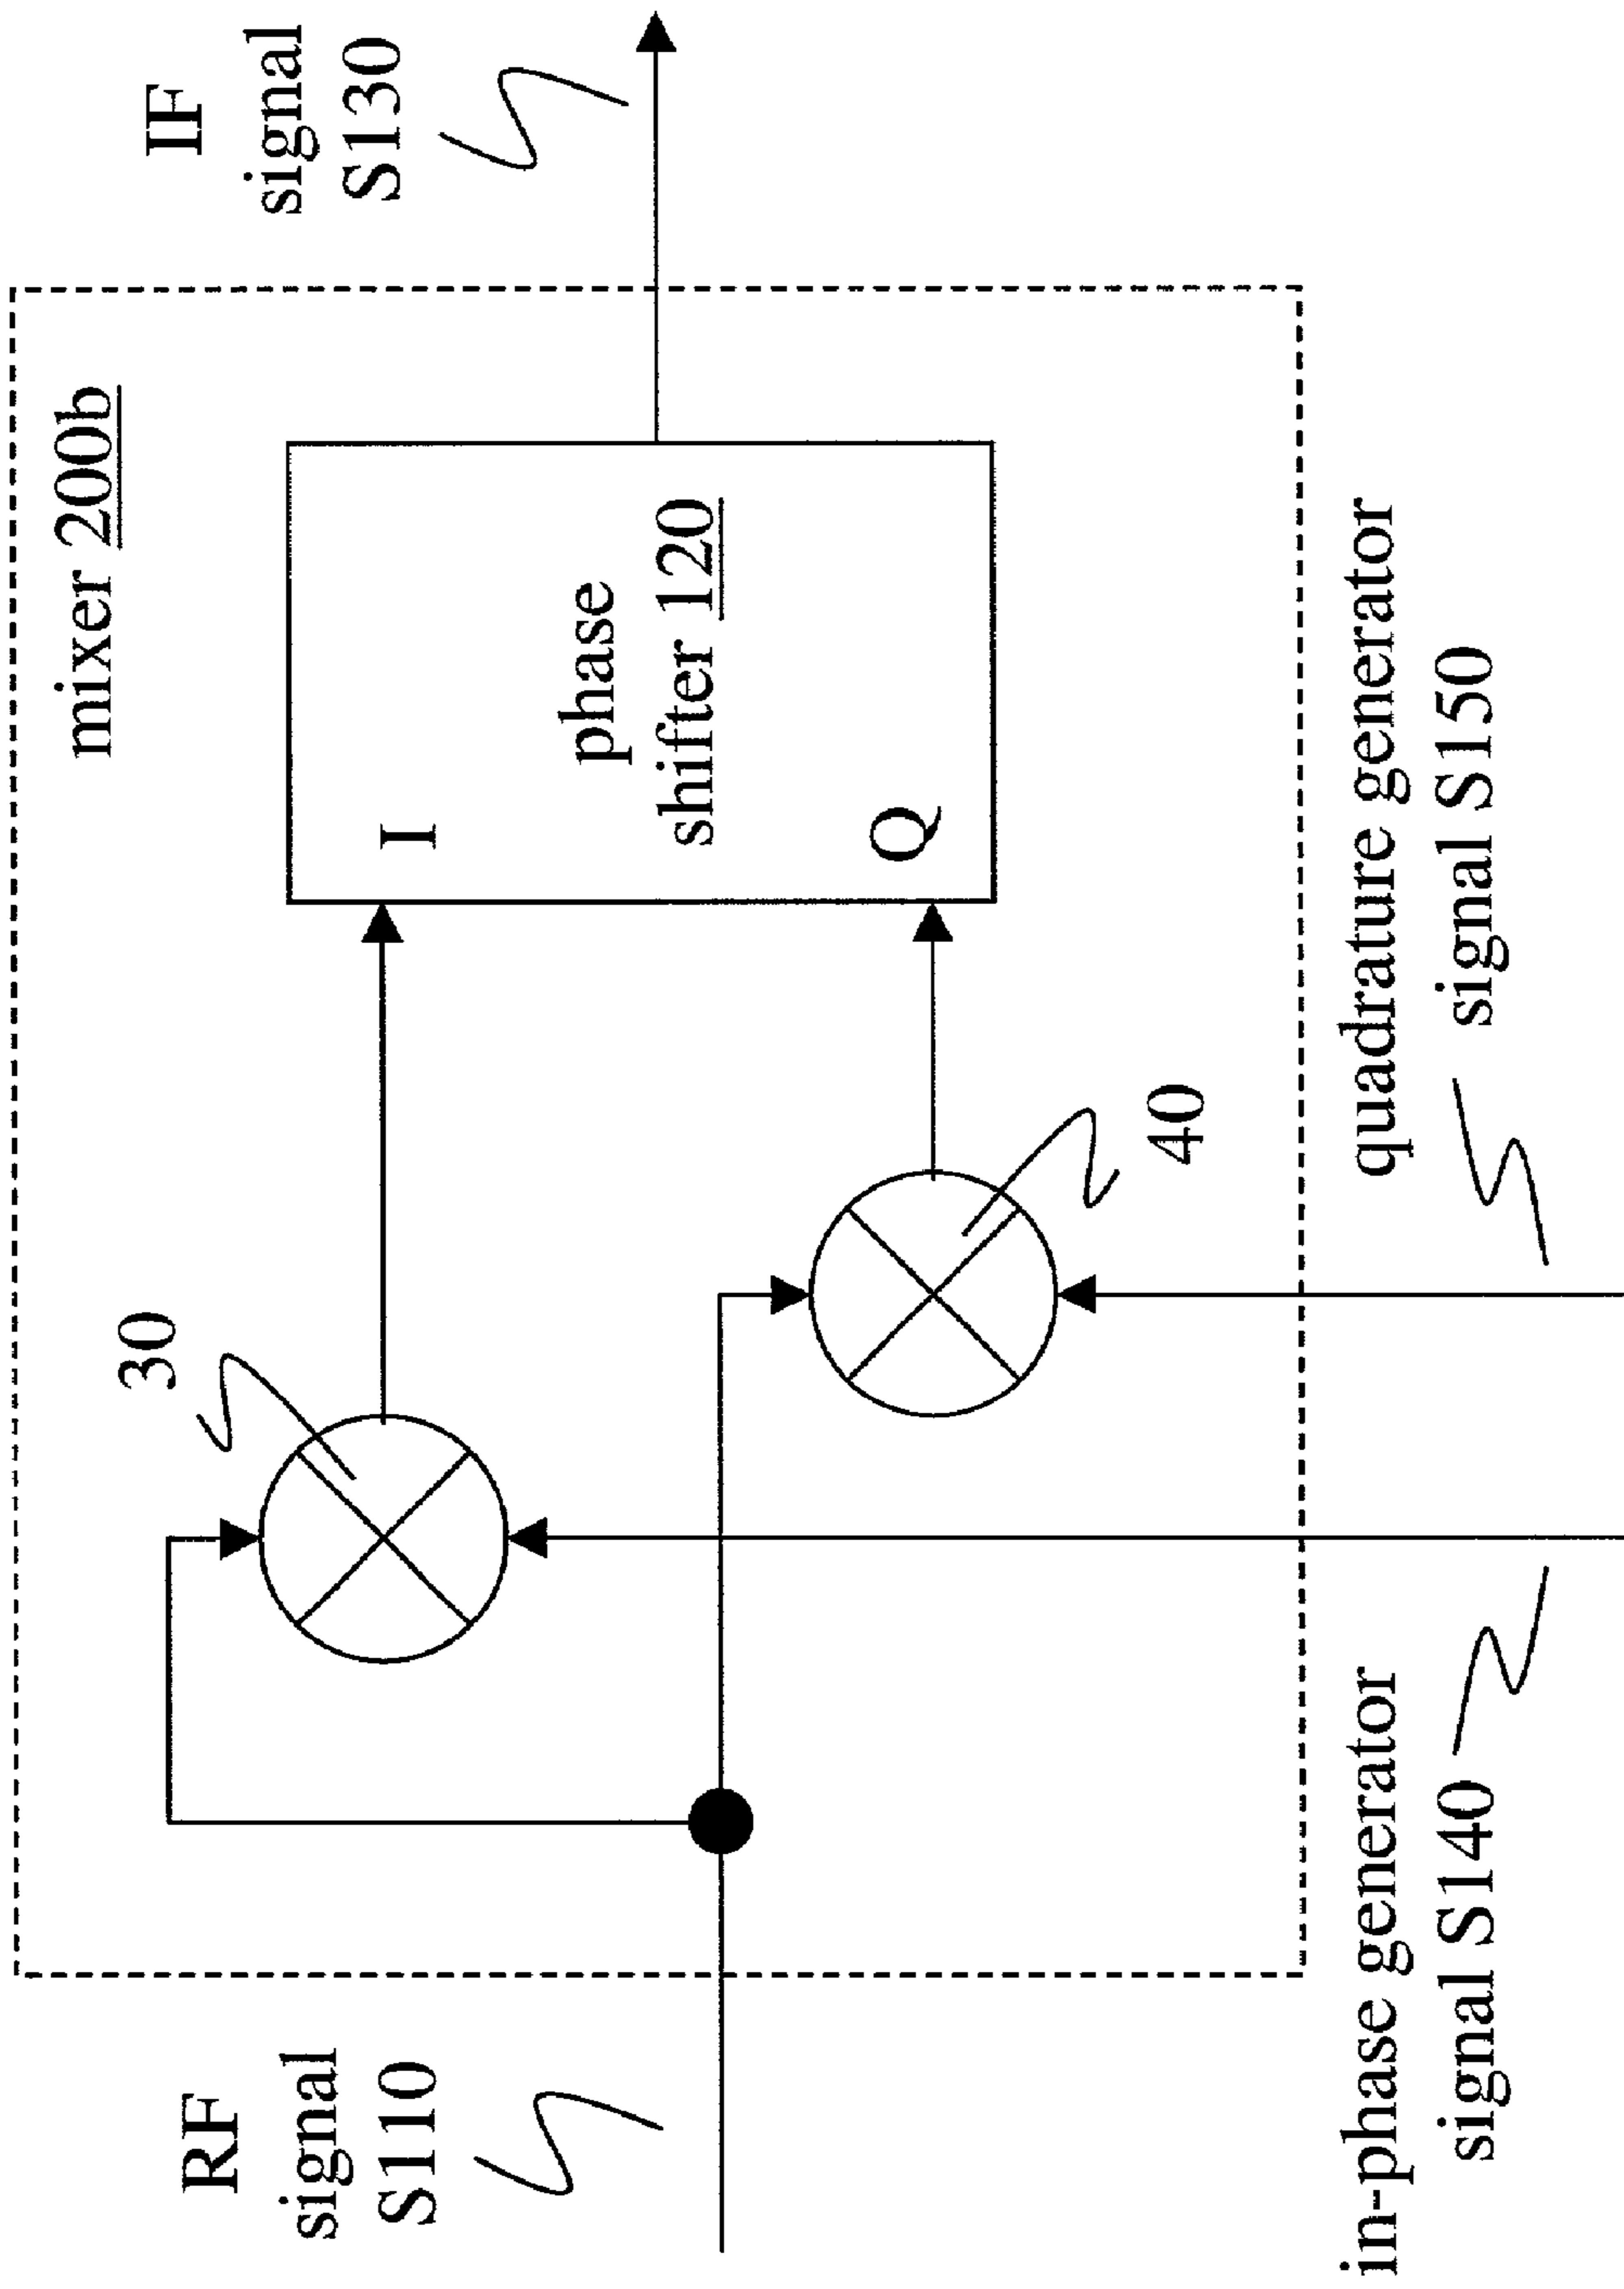 mixer 200b
RF
signal
S110
30
I
phase
shifter 120
Q
40
IF
signal
S130
in-phase generator
signal S140
quadrature generator
signal S150